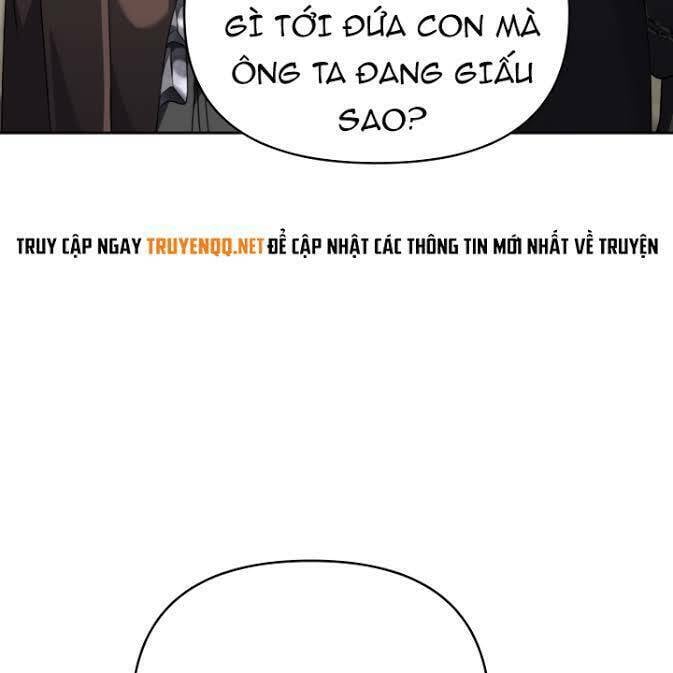 GÌ TỚI ĐỨA CON MÀ
ÔNG TA ĐANG GIẤU
SAO?
TRUY CẬP NGAY TRUYENQQ.NET ĐỂ CẬP NHẬT CÁC THÔNG TIN MỚI NHẤT VỀ TRUYỆN